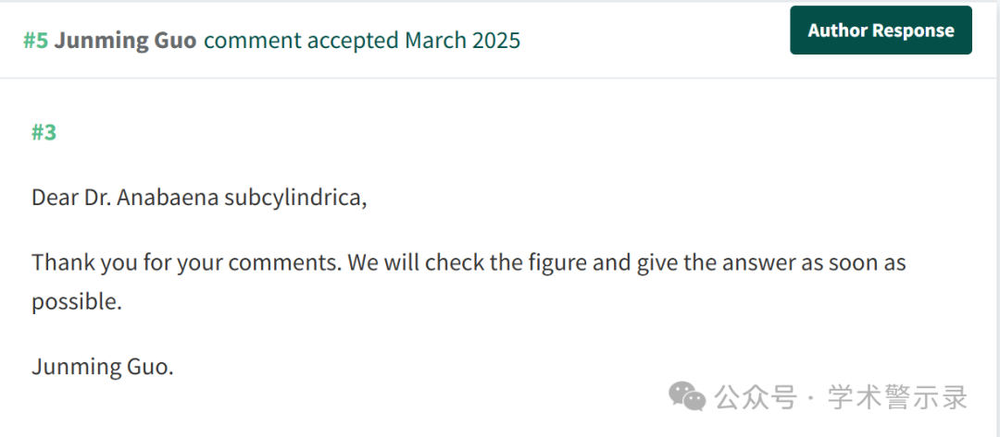 #5 Junming Guo comment accepted March 2025
Author Response
#3
Dear Dr. Anabaena subcylindrica,
Thank you for your comments. We will check the figure and give the answer as soon as
possible.
Junming Guo.
公众号 · 学术警示录